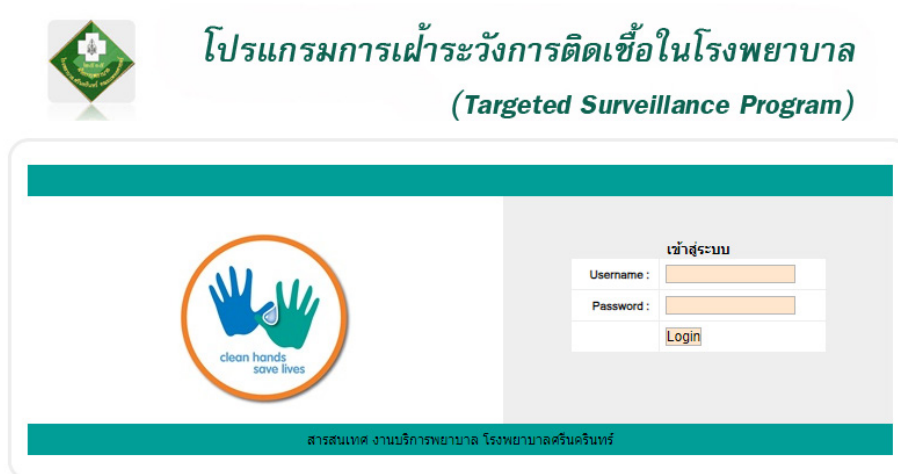 โปรแกรมการเฝ้าระวังการติดเชื้อในโรงพยาบาล
(Targeted Surveillance Program)
เข้าสู่ระบบ
Username :
Password :
Login
clean hands
save lives
สารสนเทศ งานบริการพยาบาล โรงพยาบาลศรีนครินทร์